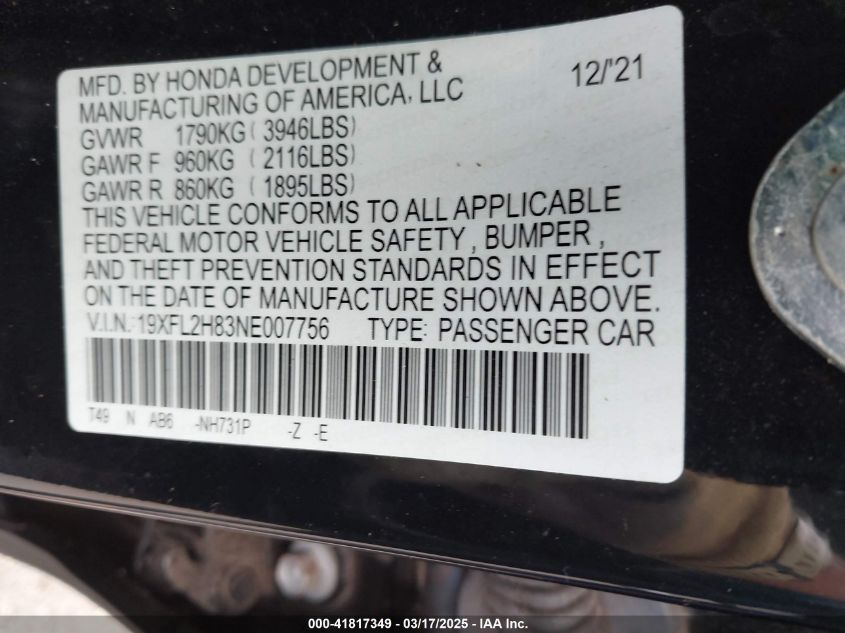 MFD. BY HONDA DEVELOPMENT & 12/'21
MANUFACTURING OF AMERICA, LLC
GVWR 1790KG ( 3946LBS)
GAWR F 960KG ( 2116LBS)
GAWR R 860KG ( 1895LBS)
THIS VEHICLE CONFORMS TO ALL APPLICABLE
FEDERAL MOTOR VEHICLE SAFETY , BUMPER ,
AND THEFT PREVENTION STANDARDS IN EFFECT
ON THE DATE OF MANUFACTURE SHOWN ABOVE.
V.I.N.: 19XFL2H83NE007756 TYPE: PASSENGER CAR
T49 N AB6 -NH731P -Z -E
000-41817349 / 03/17/2025 / IAA Inc.